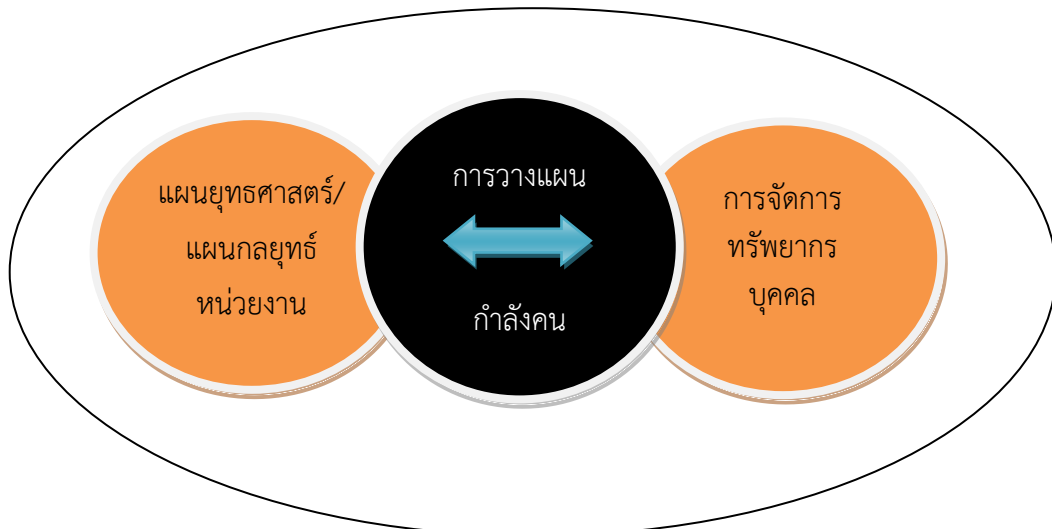 แผนยุทธศาสตร์/
แผนกลยุทธ์
หน่วยงาน
การวางแผน
กำลังคน
การจัดการ
ทรัพยากร
บุคคล